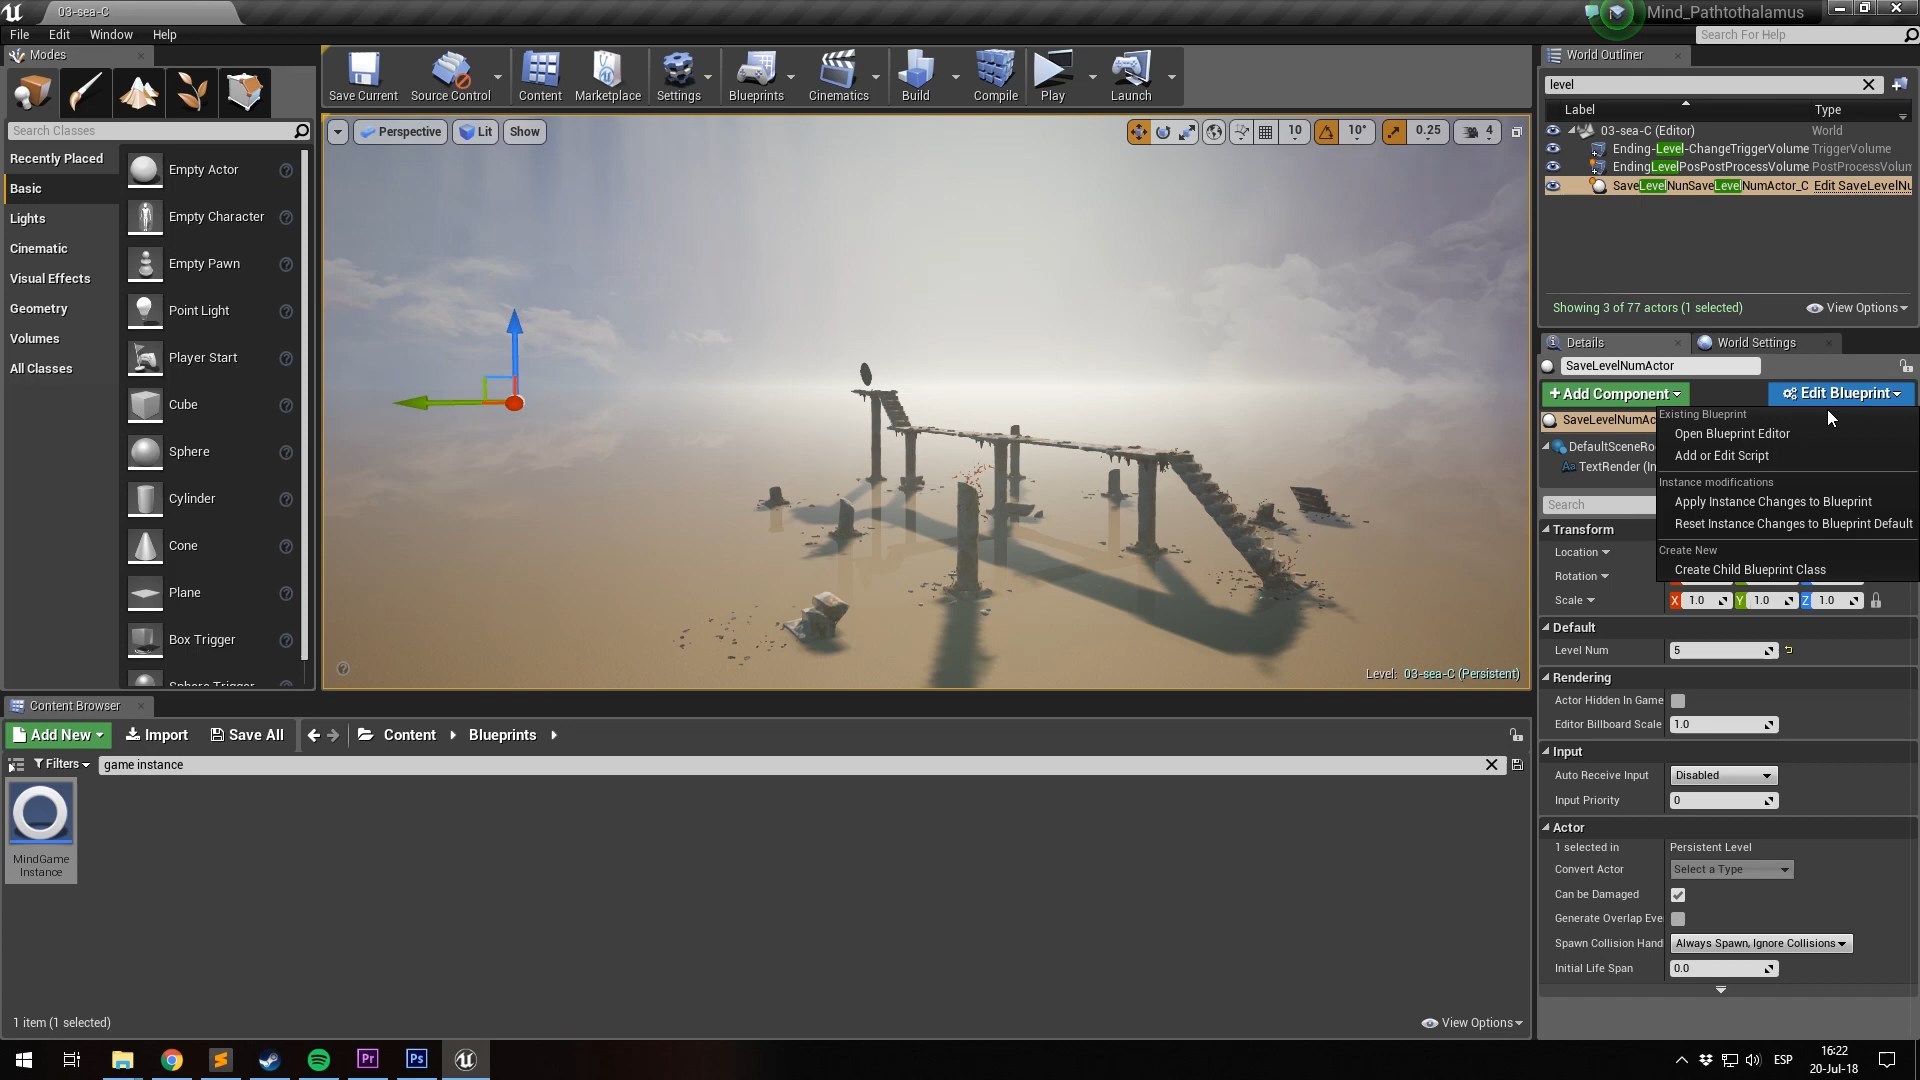 03-sea-C
Mind_Pathtothalamus
File Edit Window Help
Search For Help
Modes
Search Classes
Recently Placed
Basic
Lights
Cinematic
Visual Effects
Geometry
Volumes
All Classes
Empty Actor
Empty Character
Empty Pawn
Point Light
Player Start
Cube
Sphere
Cylinder
Cone
Plane
Box Trigger
Sphere Trigger
Save Current Source Control Content Marketplace Settings Blueprints Cinematics Build Compile Play Launch
Perspective Lit Show
10 10° 0.25 4
Level: 03-sea-C (Persistent)
World Outliner
level
Label Type
03-sea-C (Editor) World
Ending-Level-ChangeTriggerVolume TriggerVolume
EndingLevelPosPostProcessVolume PostProcessVolum
SaveLevelNunSaveLevelNumActor_C Edit SaveLevelNu
Showing 3 of 77 actors (1 selected) View Options
Details World Settings
SaveLevelNumActor
+Add Component Edit Blueprint
SaveLevelNumAc
DefaultSceneRo
TextRender (In
Search
Existing Blueprint
Open Blueprint Editor
Add or Edit Script
Instance modifications
Apply Instance Changes to Blueprint
Reset Instance Changes to Blueprint Default
Create New
Create Child Blueprint Class
Transform
Location
Rotation
Scale X 1.0 Y 1.0 Z 1.0
Default
Level Num 5
Rendering
Actor Hidden In Game
Editor Billboard Scale 1.0
Input
Auto Receive Input Disabled
Input Priority 0
Actor
1 selected in Persistent Level
Convert Actor Select a Type
Can be Damaged
Generate Overlap Eve
Spawn Collision Hand Always Spawn, Ignore Collisions
Initial Life Span 0.0
Content Browser
Add New Import Save All Content Blueprints
Filters game instance
MindGame
Instance
1 item (1 selected) View Options
Pr Ps
ESP
16:22
20-Jul-18